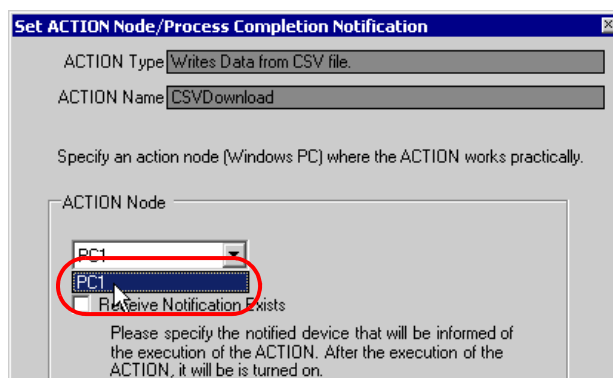 Set ACTION Node/Process Completion Notification
ACTION Type Writes Data from CSV file.
ACTION Name CSVDownload
Specify an action node (Windows PC) where the ACTION works practically.
ACTION Node
PC1
PC1
Receive Notification Exists
Please specify the notified device that will be informed of
the execution of the ACTION. After the execution of the
ACTION, it will be is turned on.